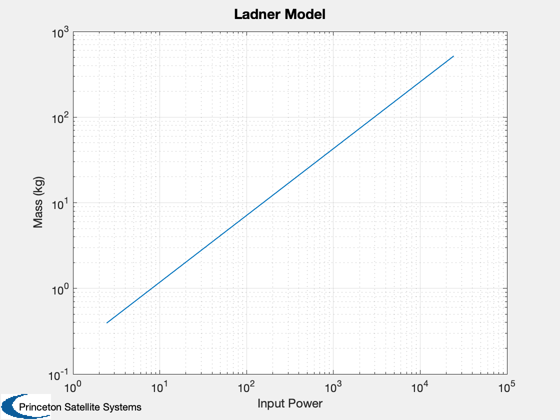 Ladner Model
Mass (kg)
10^3
10^2
10^1
10^0
10^-1
10^0 10^1 10^2 10^3 10^4 10^5
Input Power
Princeton Satellite Systems